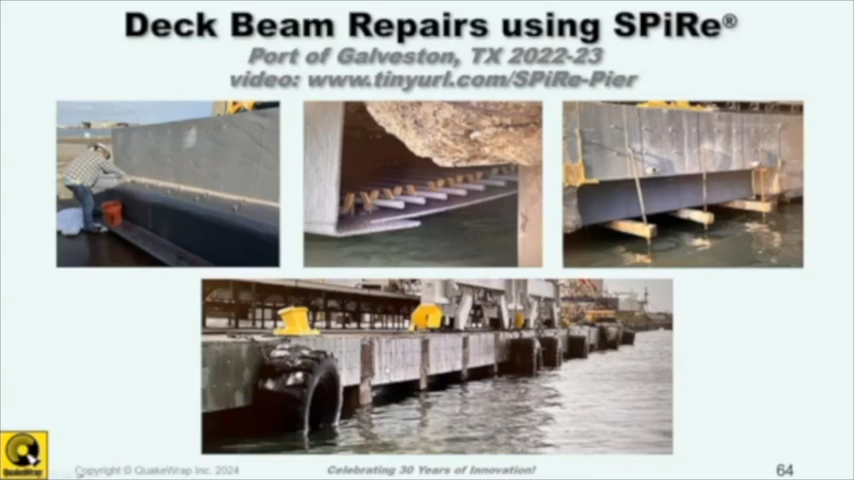 Deck Beam Repairs using SPiRe®
Port of Galveston, TX 2022-23
video: www.tinyurl.com/SPiRe-Pier
QuakeWrap
Copyright © QuakeWrap Inc. 2024
Celebrating 30 Years of Innovation!
64